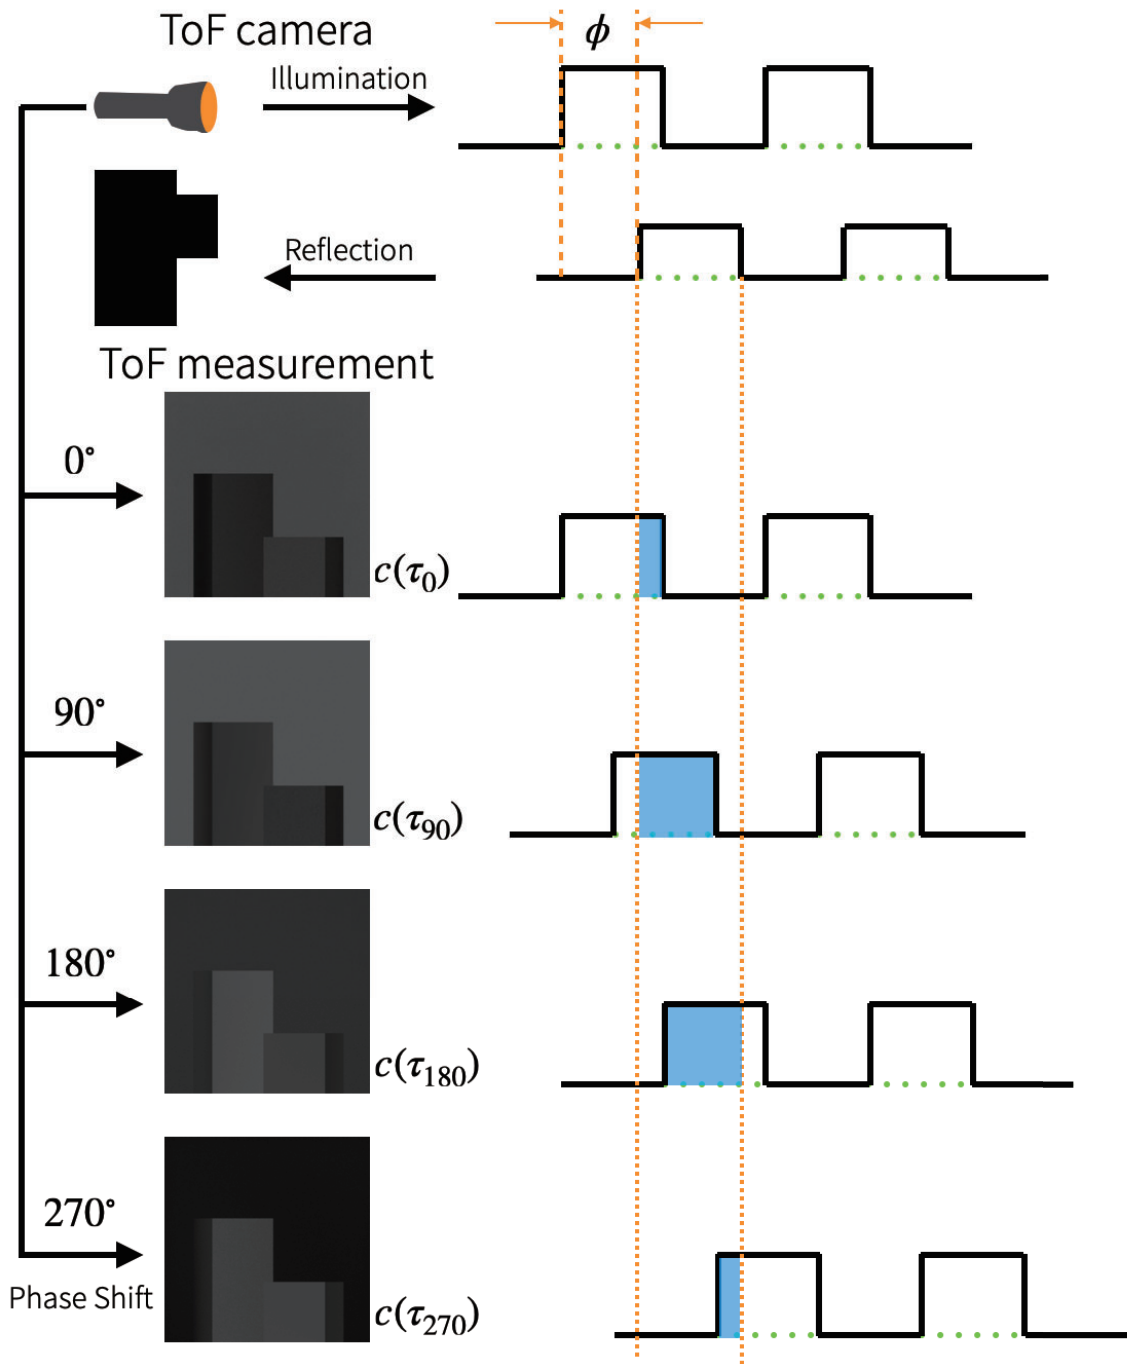 ToF camera
ϕ
Illumination
Reflection
ToF measurement
0°
c(τ₀)
90°
c(τ₉₀)
180°
c(τ₁₈₀)
270°
c(τ₂₇₀)
Phase Shift